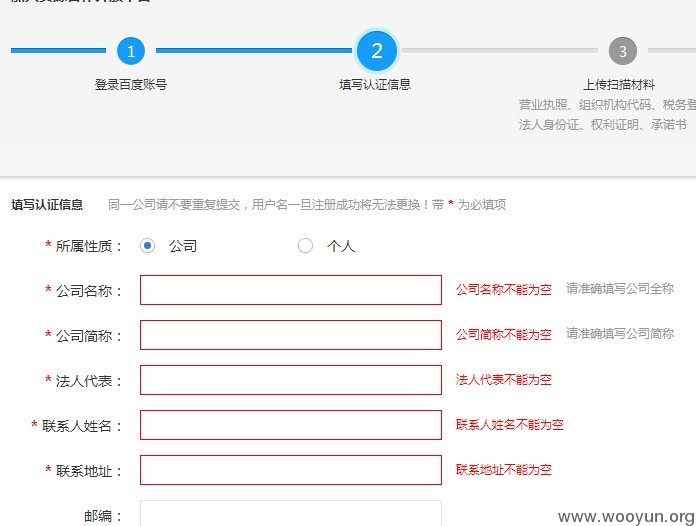 1
2
3
登录百度账号
填写认证信息
上传扫描材料
营业执照、组织机构代码、税务登
法人身份证、权利证明、承诺书
填写认证信息 同一公司请不要重复提交，用户名一旦注册成功将无法更换！带 * 为必填项
* 所属性质： 公司 个人
* 公司名称： 公司名称不能为空 请准确填写公司全称
* 公司简称： 公司简称不能为空 请准确填写公司简称
* 法人代表： 法人代表不能为空
* 联系人姓名： 联系人姓名不能为空
* 联系地址： 联系地址不能为空
邮编：
www.wooyun.org